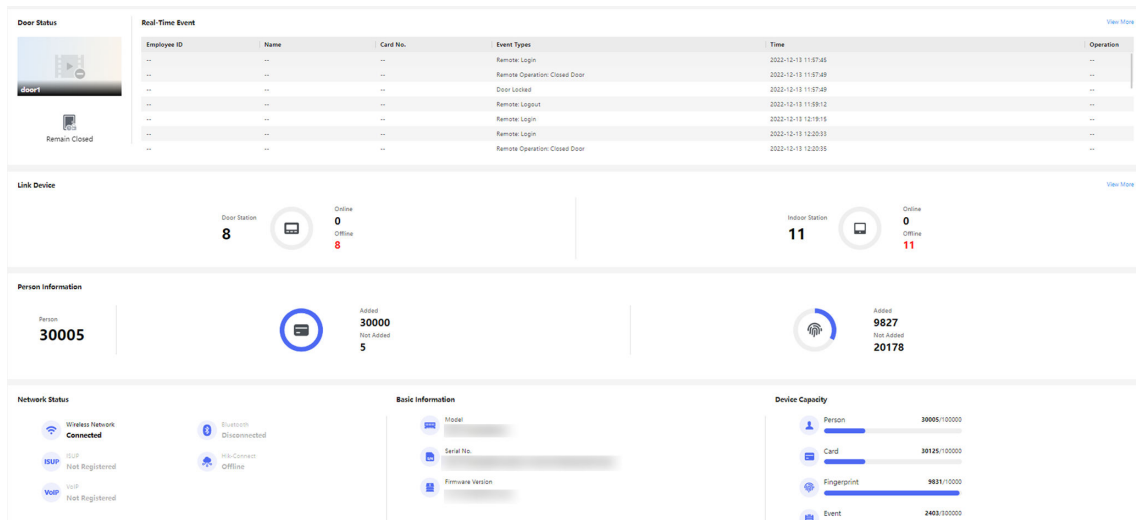 Door Status
Real-Time Event
View More
Employee ID Name Card No. Event Types Time Operation
-- -- -- Remote: Login 2022-12-13 11:57:45 --
-- -- -- Remote Operation: Closed Door 2022-12-13 11:57:49 --
-- -- -- Door Locked 2022-12-13 11:57:49 --
-- -- -- Remote: Logout 2022-12-13 11:59:12 --
-- -- -- Remote: Login 2022-12-13 12:19:15 --
-- -- -- Remote: Login 2022-12-13 12:20:33 --
-- -- -- Remote Operation: Closed Door 2022-12-13 12:20:35 --
door1
Remain Closed
Link Device
View More
Door Station
8
Online
0
Offline
8
Indoor Station
11
Online
0
Offline
11
Person Information
Person
30005
Added
30000
Not Added
5
Added
9827
Not Added
20178
Network Status
Wireless Network
Connected
Bluetooth
Disconnected
ISUP
ISUP
Not Registered
Hik-Connect
Offline
VoIP
VoIP
Not Registered
Basic Information
Model
Serial No.
Firmware Version
Device Capacity
Person 30005/100000
Card 30125/100000
Fingerprint 9831/10000
Event 2403/300000